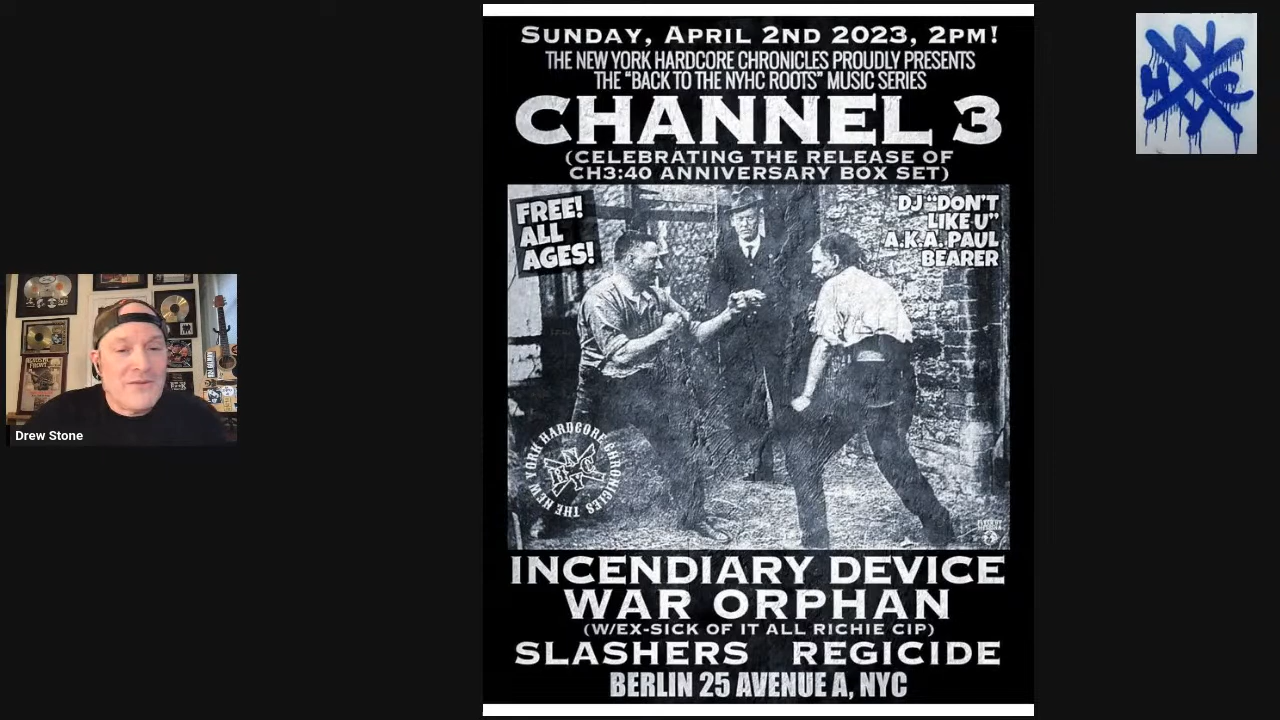 SUNDAY, APRIL 2ND 2023, 2PM!
THE NEW YORK HARDCORE CHRONICLES PROUDLY PRESENTS
THE "BACK TO THE NYHC ROOTS" MUSIC SERIES
CHANNEL 3
(CELEBRATING THE RELEASE OF
CH3:40 ANNIVERSARY BOX SET)
FREE!
ALL
AGES!
DJ "DON'T
LIKE U"
A.K.A. PAUL
BEARER
THE NEW YORK HARDCORE CHRONICLES
N
H C
Y
INCENDIARY DEVICE
WAR ORPHAN
(W/EX-SICK OF IT ALL RICHIE CIP)
SLASHERS REGICIDE
BERLIN 25 AVENUE A, NYC
N
H C
Y
AGNOSTIC
FRONT
Drew Stone